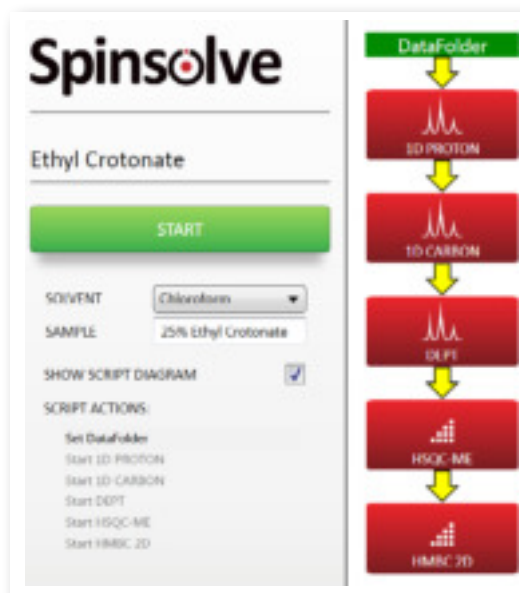 Spinsolve
Ethyl Crotonate
START
SOLVENT Chloroform
SAMPLE 25% Ethyl Crotonate
SHOW SCRIPT DIAGRAM
SCRIPT ACTIONS:
Set DataFolder
Start 1D PROTON
Start 1D CARBON
Start DEPT
Start HSQC-ME
Start HMBC 2D
DataFolder
1D PROTON
1D CARBON
DEPT
HSQC-ME
HMBC 2D